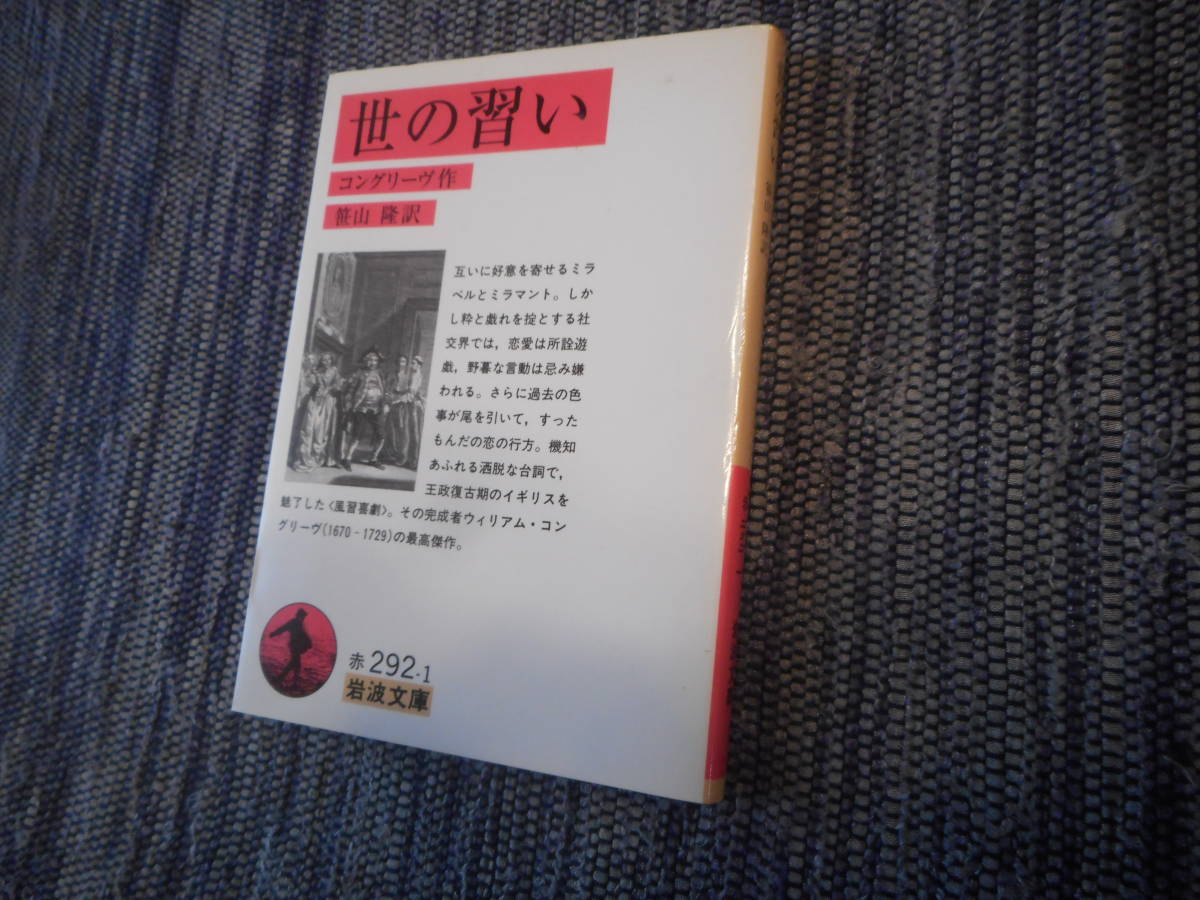 世の習い
コングリーヴ作
笹山 隆訳
互いに好意を寄せるミラ
ベルとミラマント。しか
し粋と戯れを掟とする社
交界では，恋愛は所詮遊
戯，野暮な言動は忌み嫌
われる。さらに過去の色
事が尾を引いて，すった
もんだの恋の行方。機知
あふれる洒脱な台詞で，
王政復古期のイギリスを
魅了した〈風習喜劇〉。その完成者ウィリアム・コン
グリーヴ(1670－1729)の最高傑作。
赤292-1
岩波文庫